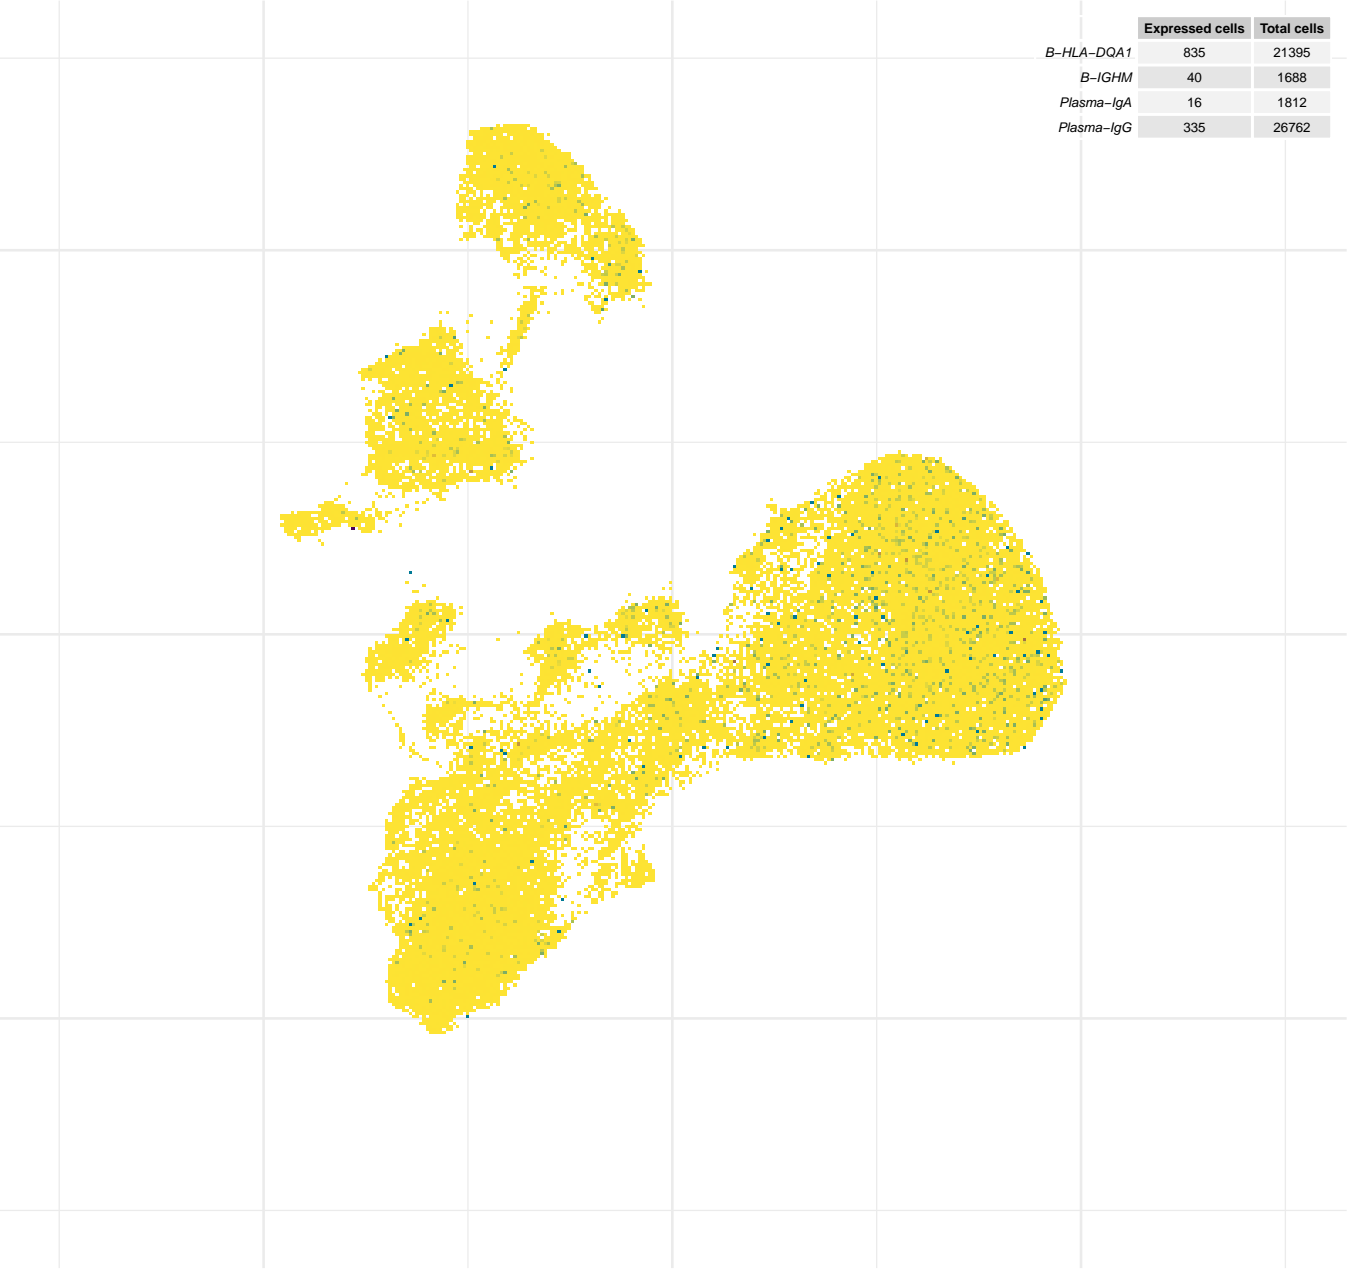 Expressed cells Total cells
B−HLA−DQA1 835 21395
B−IGHM 40 1688
Plasma−IgA 16 1812
Plasma−IgG 335 26762